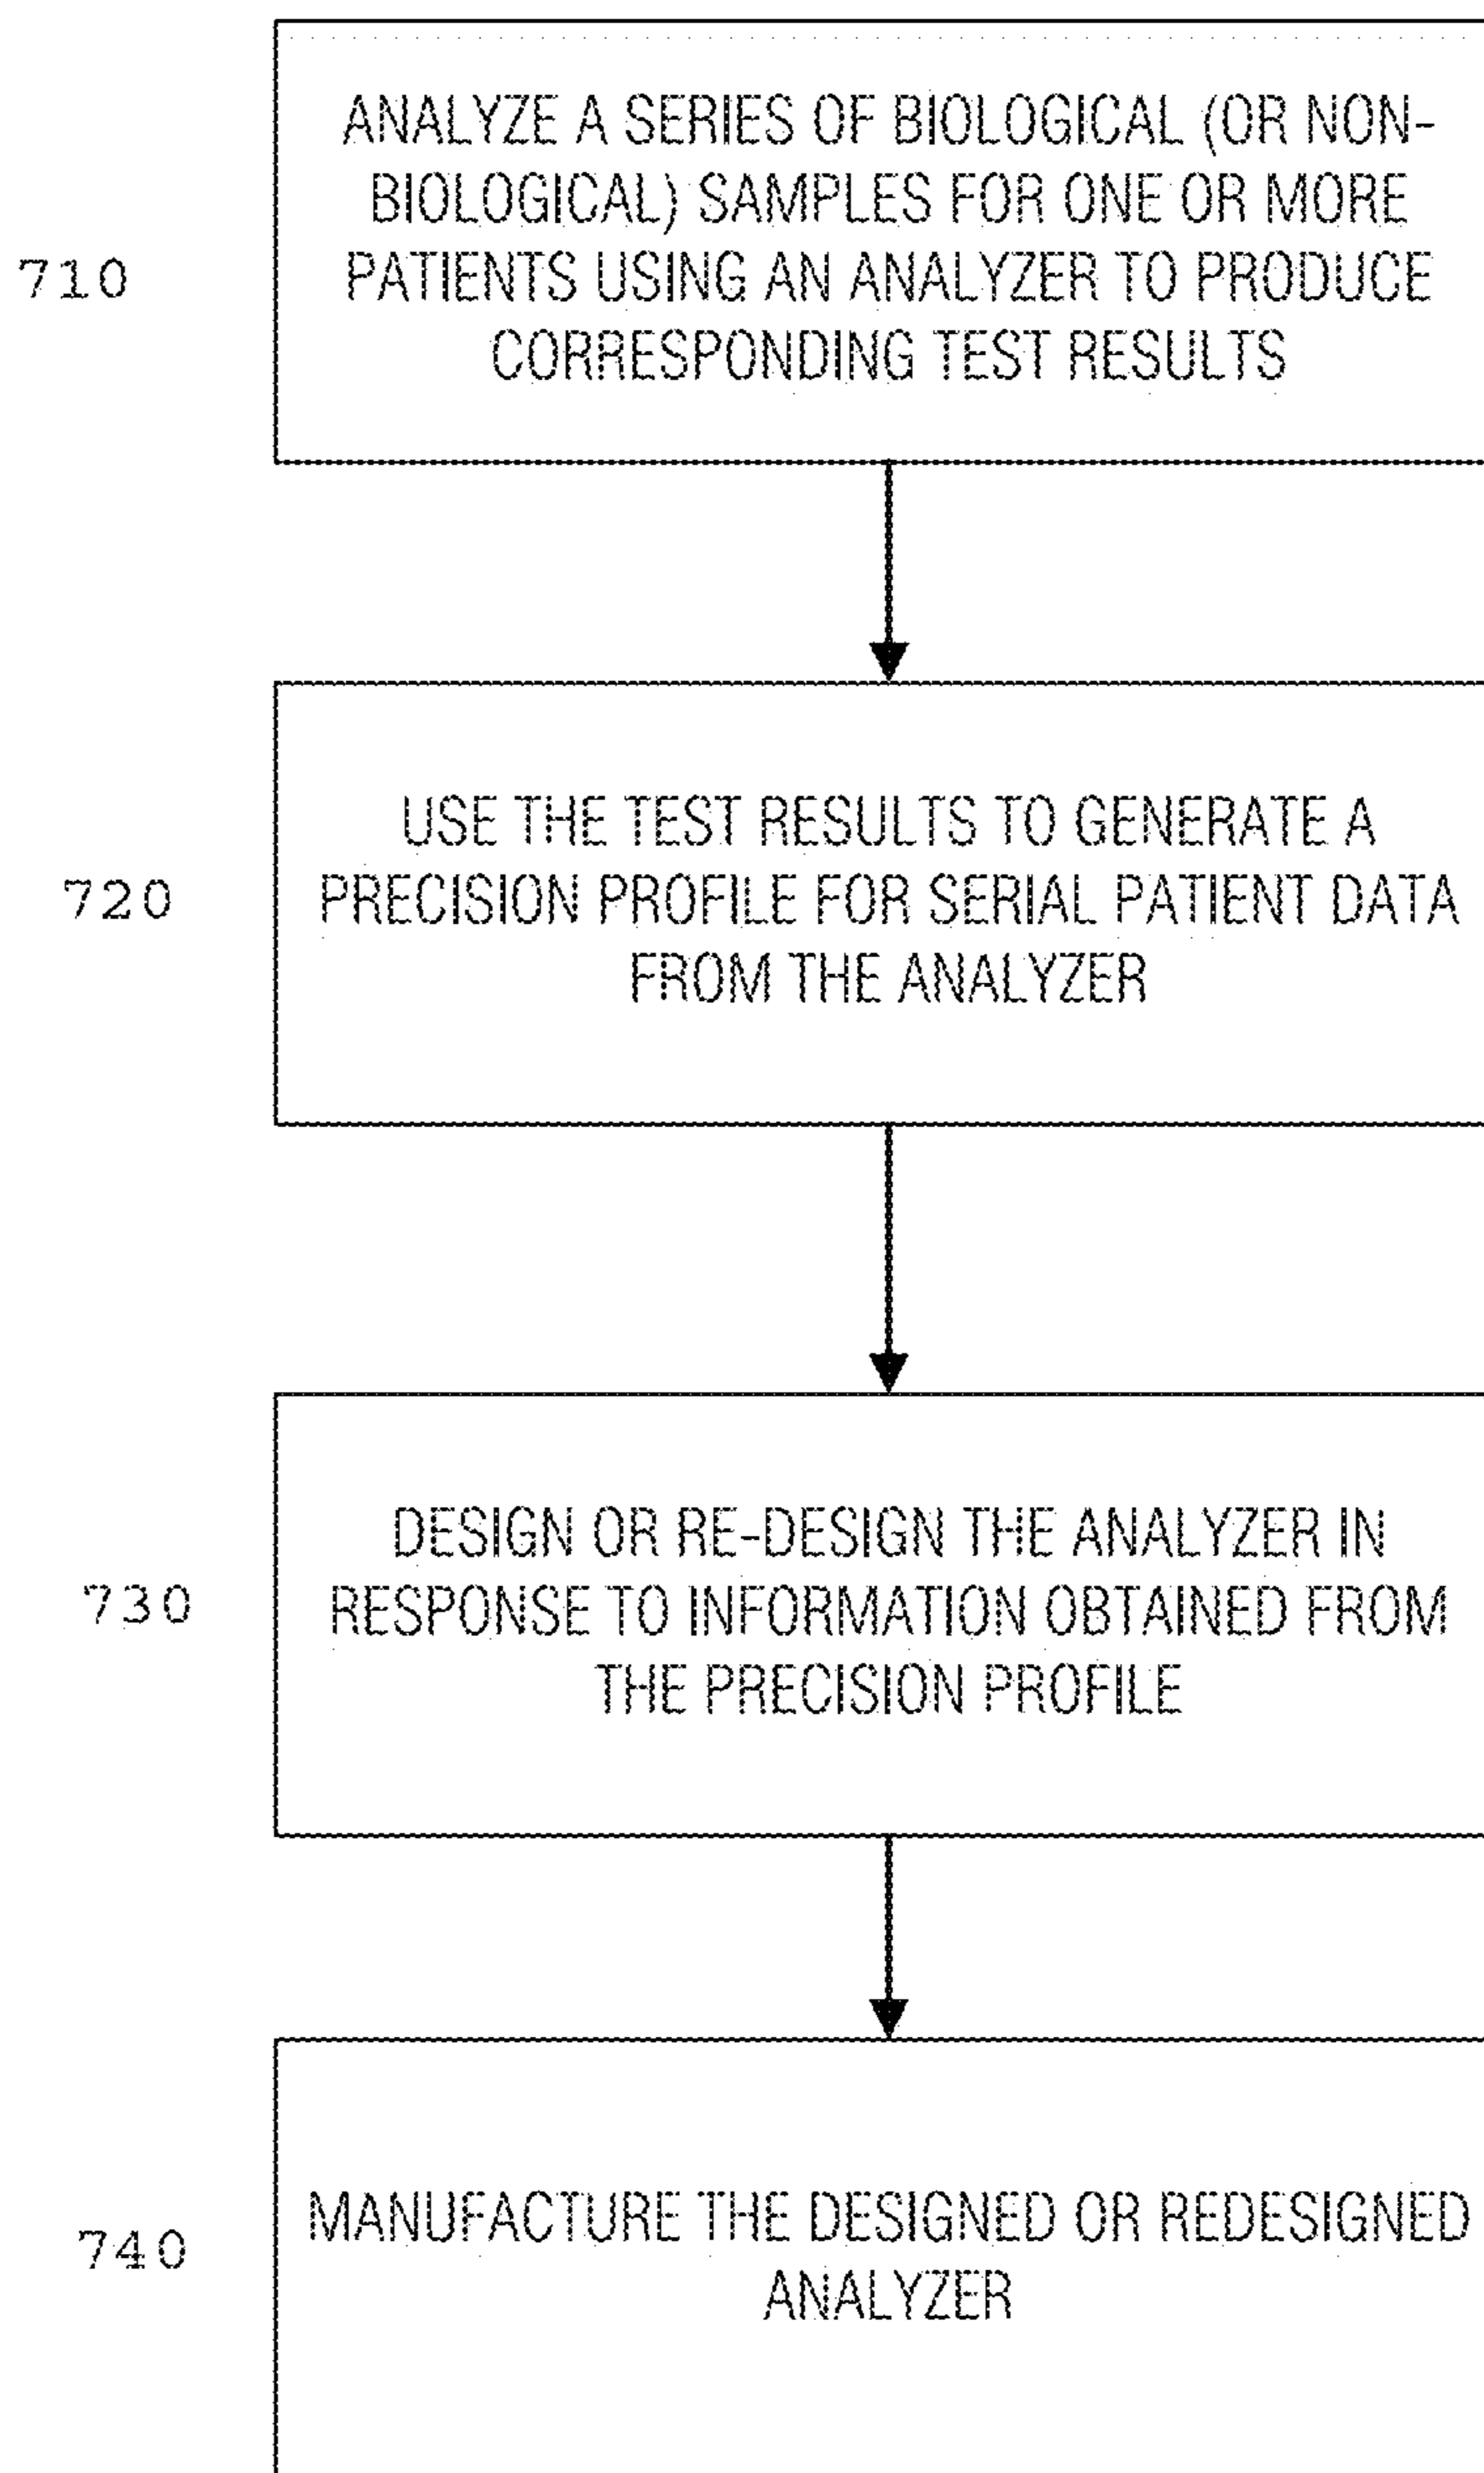 ANALYZE A SERIES OF BIOLOGICAL (OR NON-
BIOLOGICAL) SAMPLES FOR ONE OR MORE
710
PATIENTS USING AN ANALYZER TO PRODUCE
CORRESPONDING TEST RESULTS
USE THE TEST RESULTS TO GENERATE A
720
PRECISION PROFILE FOR SERIAL PATIENT DATA
FROM THE ANALYZER
DESIGN OR RE-DESIGN THE ANALYZER IN
730
RESPONSE TO INFORMATION OBTAINED FROM
THE PRECISION PROFILE
740
MANUFACTURE THE DESIGNED OR REDESIGNED
ANALYZER